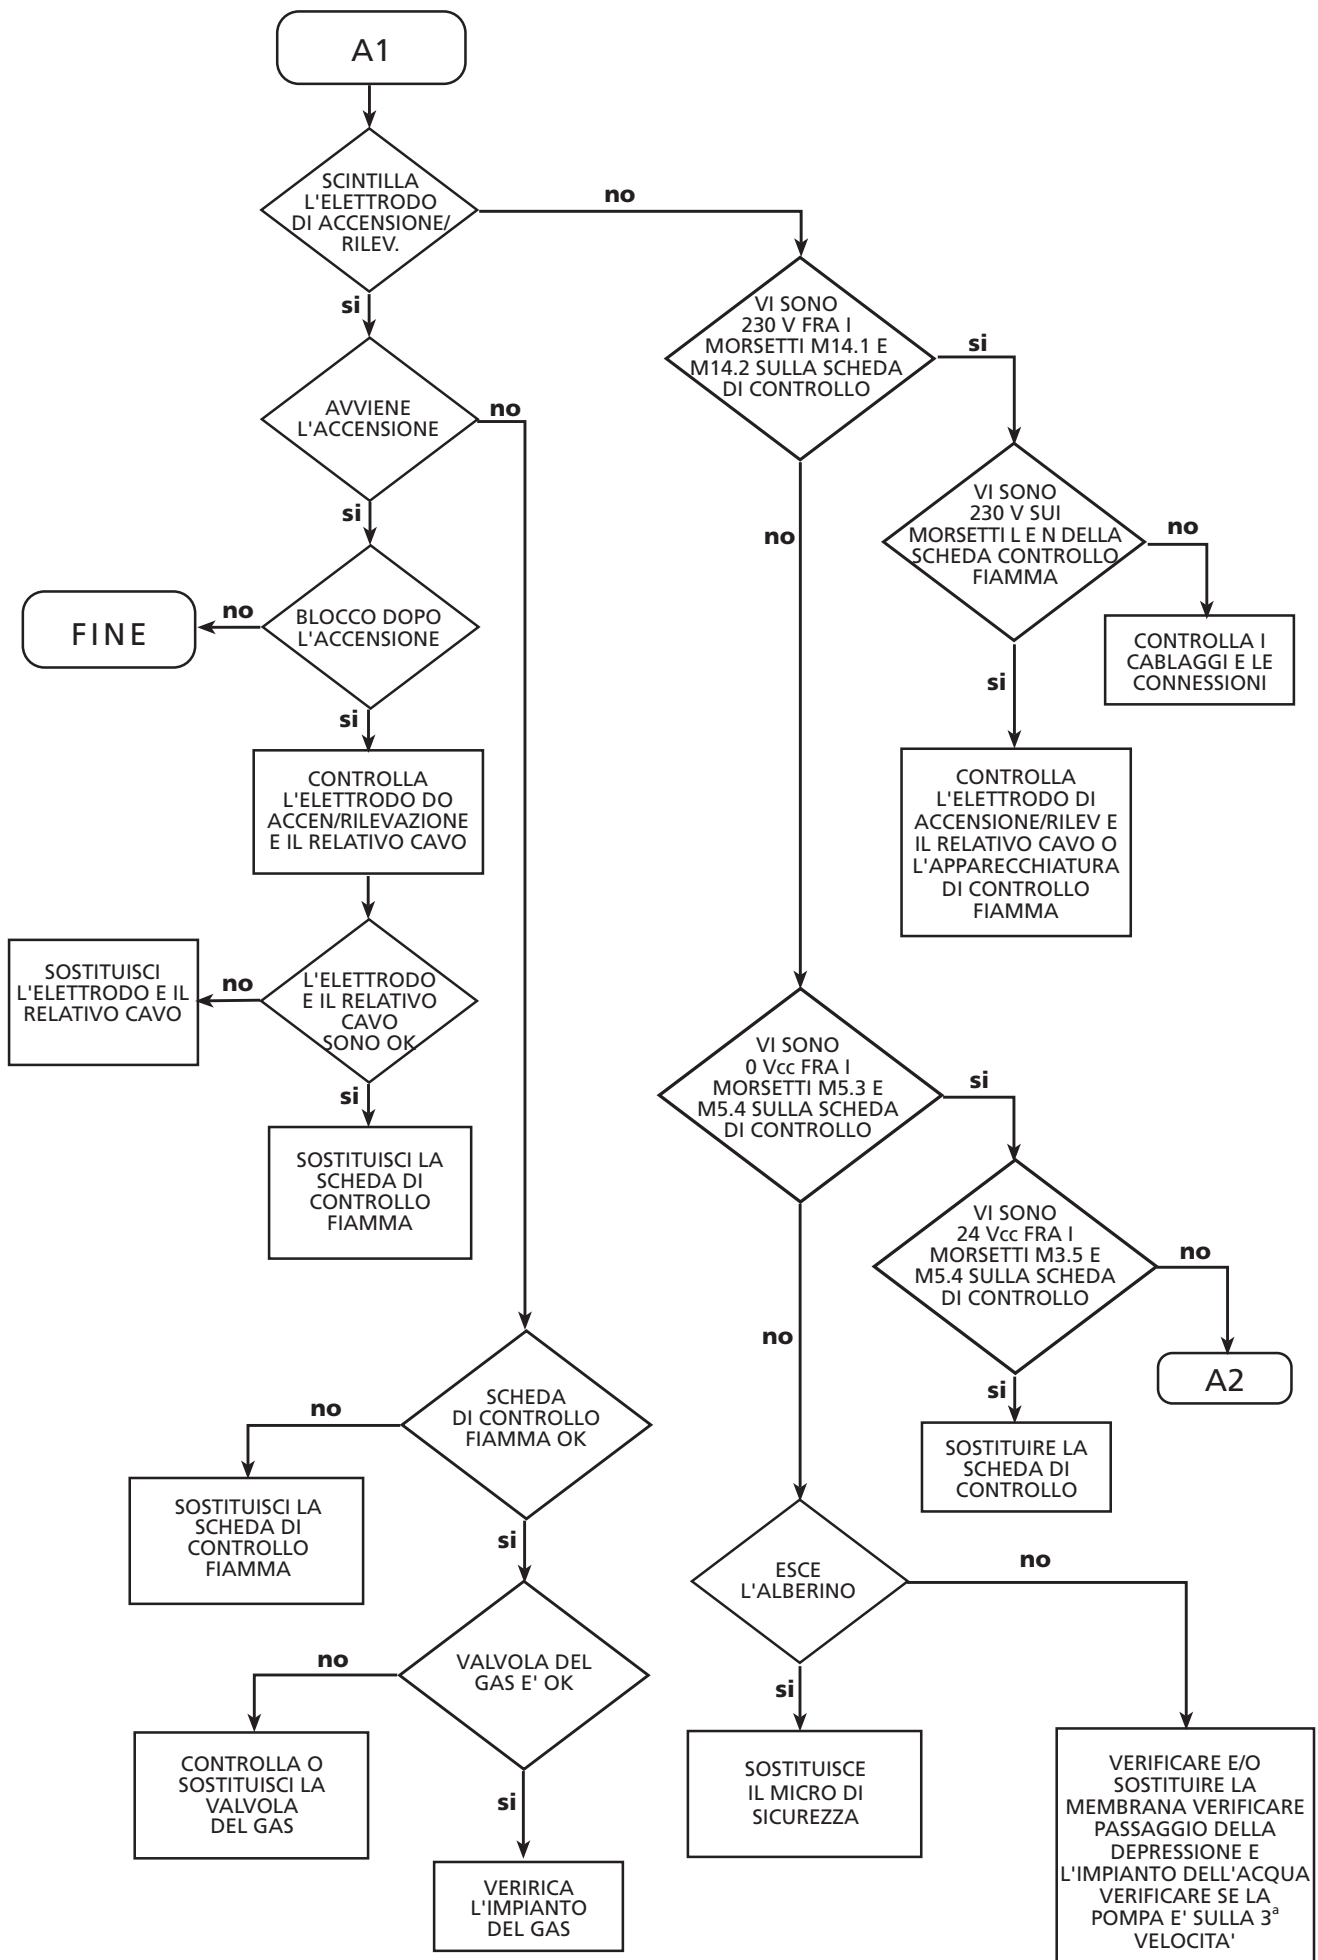 A1
SCINTILLA
L'ELETTRODO
DI ACCENSIONE/
RILEV.
no
si
VI SONO
230 V FRA I
MORSETTI M14.1 E
M14.2 SULLA SCHEDA
DI CONTROLLO
si
AVVIENE
L'ACCENSIONE
no
si
VI SONO
230 V SUI
MORSETTI L E N DELLA
SCHEDA CONTROLLO
FIAMMA
no
no
si
BLOCCO DOPO
L'ACCENSIONE
no
FINE
si
CONTROLLA I
CABLAGGI E LE
CONNESSIONI
CONTROLLA
L'ELETTRODO DO
ACCEN/RILEVAZIONE
E IL RELATIVO CAVO
CONTROLLA
L'ELETTRODO DI
ACCENSIONE/RILEV E
IL RELATIVO CAVO O
L'APPARECCHIATURA
DI CONTROLLO
FIAMMA
SOSTITUISCI
L'ELETTRODO E IL
RELATIVO CAVO
no
L'ELETTRODO
E IL RELATIVO
CAVO
SONO OK
si
VI SONO
0 Vcc FRA I
MORSETTI M5.3 E
M5.4 SULLA SCHEDA
DI CONTROLLO
si
SOSTITUISCI LA
SCHEDA DI
CONTROLLO
FIAMMA
VI SONO
24 Vcc FRA I
MORSETTI M3.5 E
M5.4 SULLA SCHEDA
DI CONTROLLO
no
no
A2
si
SCHEDA
DI CONTROLLO
FIAMMA OK
no
si
SOSTITUIRE LA
SCHEDA DI
CONTROLLO
SOSTITUISCI LA
SCHEDA DI
CONTROLLO
FIAMMA
ESCE
L'ALBERINO
no
si
VALVOLA DEL
GAS E' OK
no
si
CONTROLLA O
SOSTITUISCI LA
VALVOLA
DEL GAS
VERIRICA
L'IMPIANTO
DEL GAS
SOSTITUISCE
IL MICRO DI
SICUREZZA
VERIFICARE E/O
SOSTITUIRE LA
MEMBRANA VERIFICARE
PASSAGGIO DELLA
DEPRESSIONE E
L'IMPIANTO DELL'ACQUA
VERIFICARE SE LA
POMPA E' SULLA 3ª
VELOCITA'